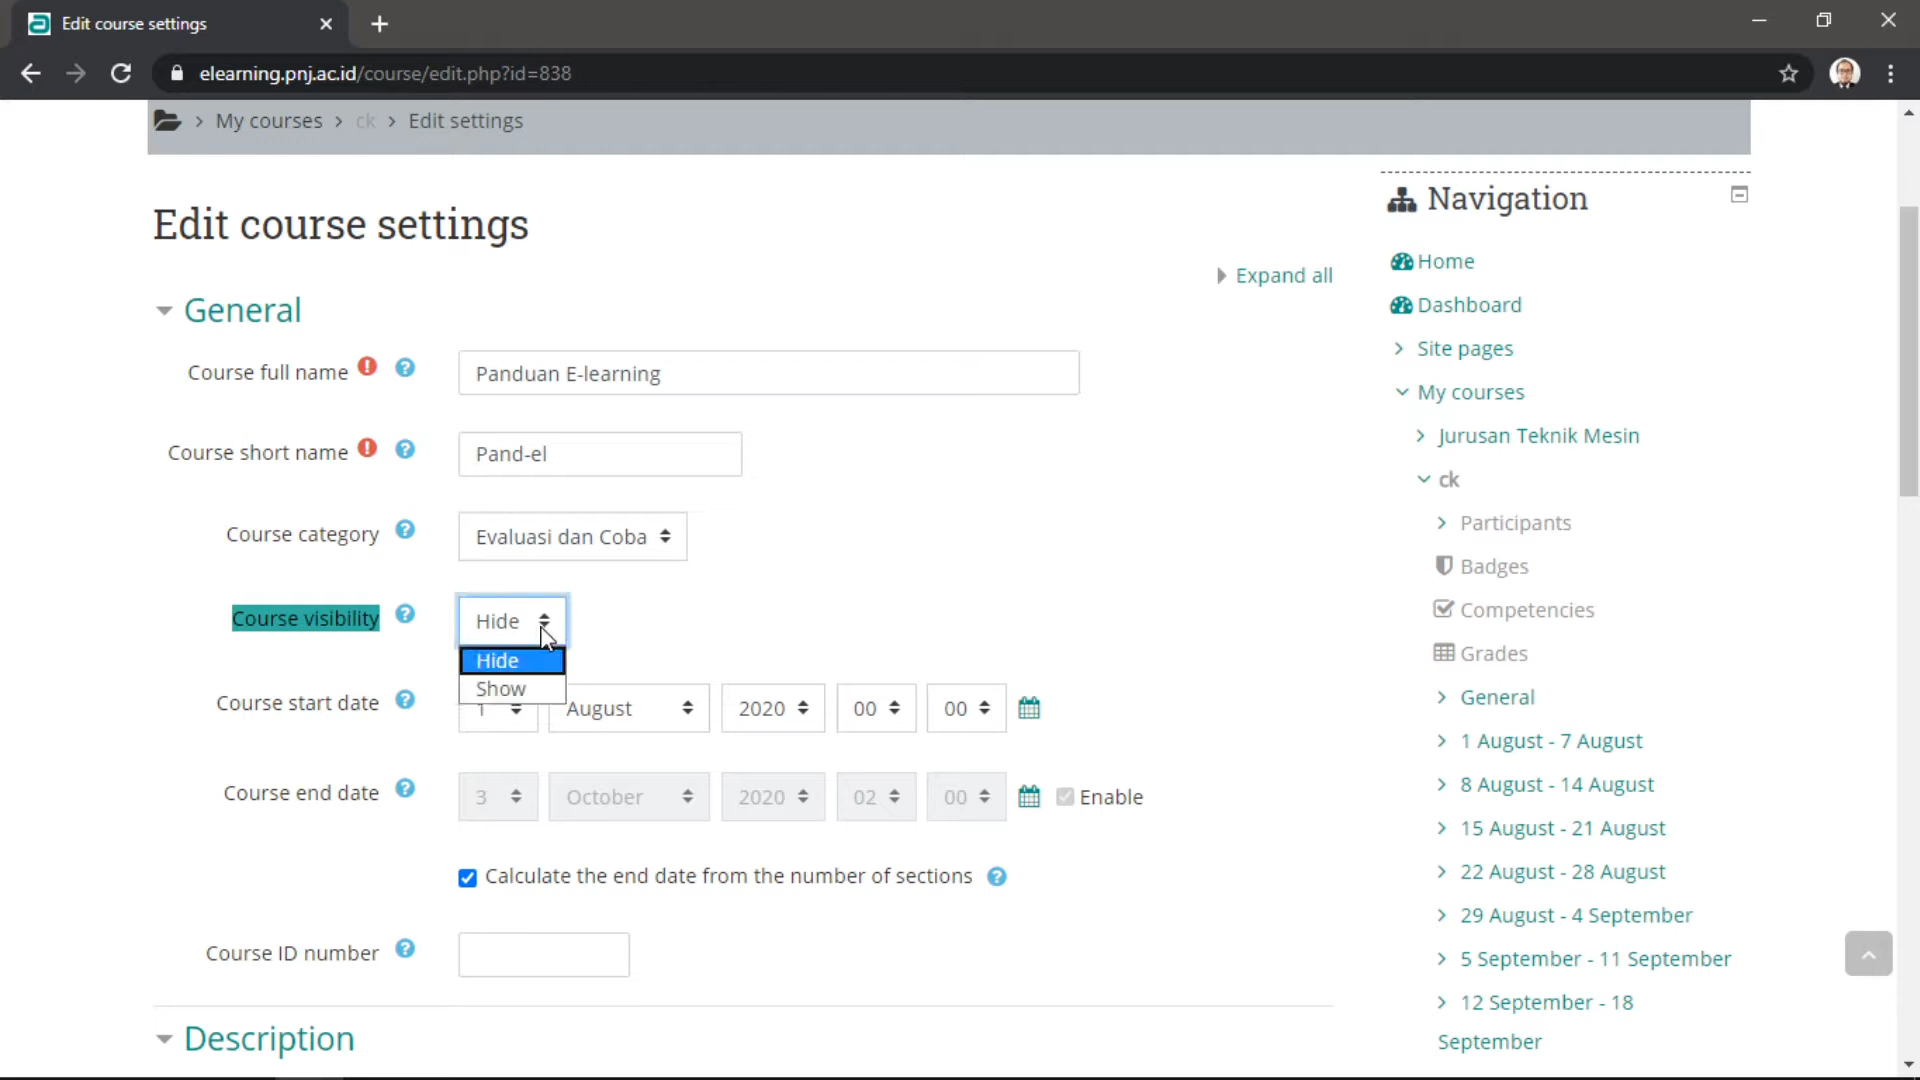 Edit course settings
elearning.pnj.ac.id/course/edit.php?id=838
My courses ck Edit settings
Edit course settings
Expand all
General
Course full name
Panduan E-learning
Course short name
Pand-el
Course category
Evaluasi dan Coba
Course visibility
Hide
Hide
Show
Course start date
1 August 2020 00 00
Course end date
3 October 2020 02 00 Enable
Calculate the end date from the number of sections
Course ID number
Description
Navigation
Home
Dashboard
Site pages
My courses
Jurusan Teknik Mesin
ck
Participants
Badges
Competencies
Grades
General
1 August - 7 August
8 August - 14 August
15 August - 21 August
22 August - 28 August
29 August - 4 September
5 September - 11 September
12 September - 18
September